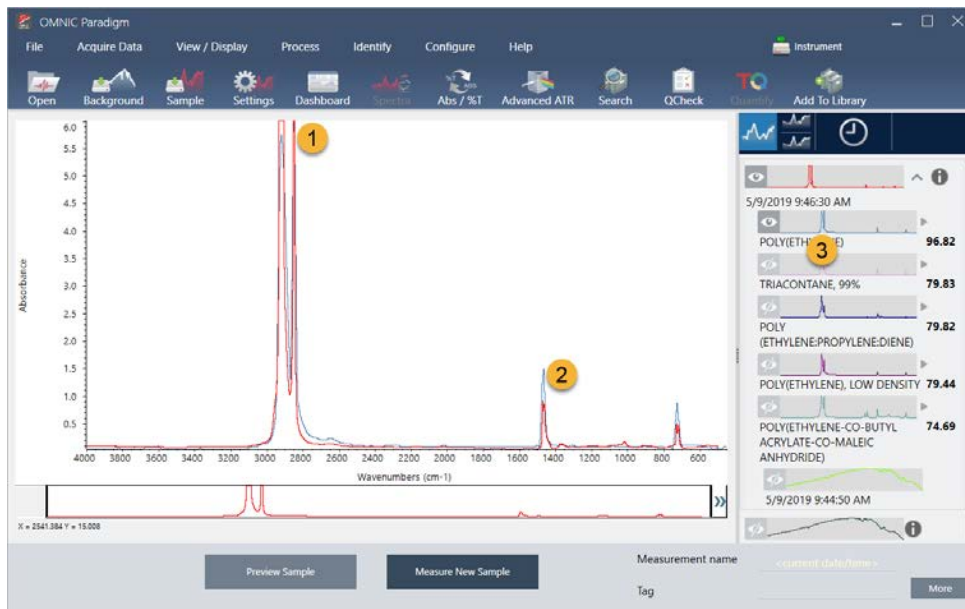 OMNIC Paradigm
File Acquire Data View / Display Process Identify Configure Help Instrument
Open Background Sample Settings Dashboard Spectra Abs / %T Advanced ATR Search QCheck Quantify Add To Library
ABS
TQ
6.0
5.5
5.0
4.5
4.0
3.5
3.0
2.5
2.0
1.5
1.0
0.5
Absorbance
1
2
4000 3800 3600 3400 3200 3000 2800 2600 2400 2200 2000 1800 1600 1400 1200 1000 800 600
Wavenumbers (cm-1)
X = 2541.384 Y = 15.008
5/9/2019 9:46:30 AM
3
POLY(ETHYLENE) 96.82
TRIACONTANE, 99% 79.83
POLY 79.82
(ETHYLENE:PROPYLENE:DIENE)
POLY(ETHYLENE), LOW DENSITY 79.44
POLY(ETHYLENE-CO-BUTYL 74.69
ACRYLATE-CO-MALEIC
ANHYDRIDE)
5/9/2019 9:44:50 AM
Preview Sample Measure New Sample
Measurement name <current date/time>
Tag
More